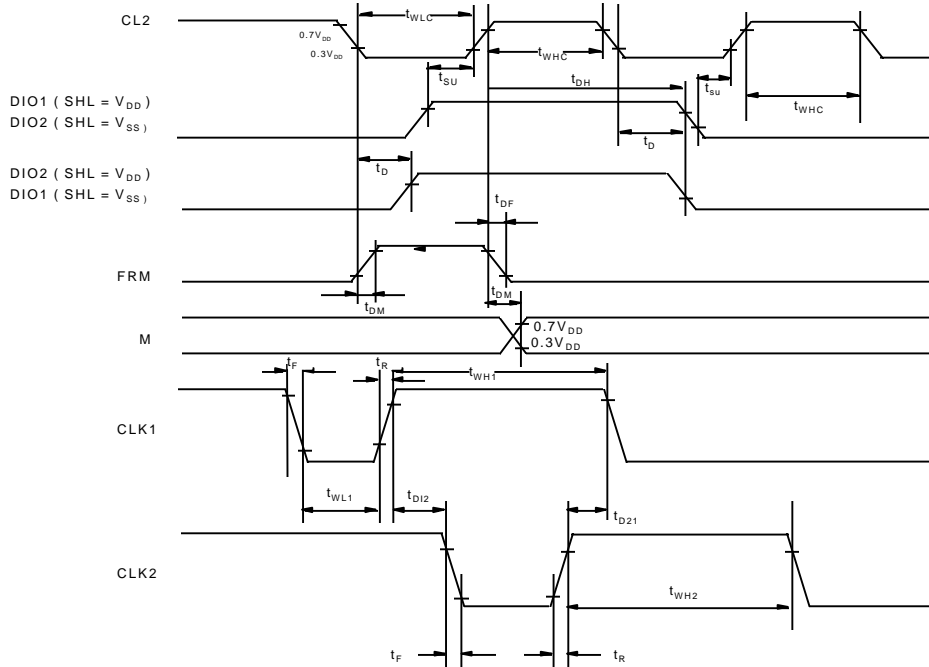 CL2
t_WLC
0.7V_DD
0.3V_DD
t_WHC
t_SU
t_DH
t_su
t_WHC
DIO1 ( SHL = V_DD )
DIO2 ( SHL = V_SS )
t_D
DIO2 ( SHL = V_DD )
DIO1 ( SHL = V_SS )
t_D
t_DF
FRM
t_DM
t_DM
M
0.7V_DD
0.3V_DD
t_F
t_R
t_WH1
CLK1
t_WL1
t_DI2
t_D21
CLK2
t_WH2
t_F
t_R